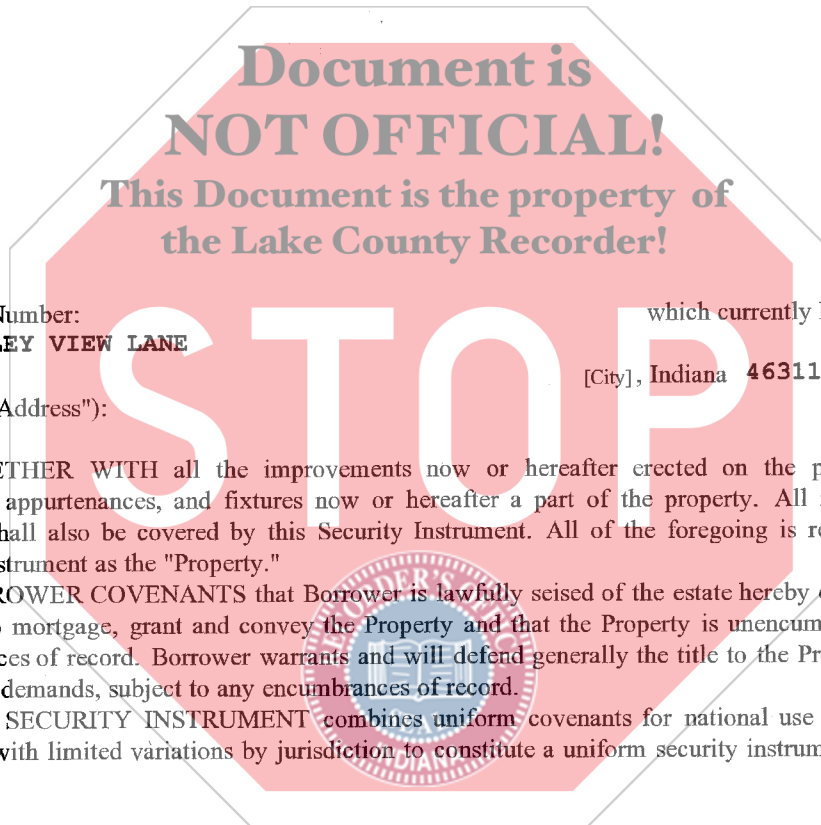 Document is
NOT OFFICIAL!
This Document is the property of
the Lake County Recorder!
STOP
Number: which currently
EY VIEW LANE
[City], Indiana 46311
Address"):
ETHER WITH all the improvements now or hereafter erected on the p
appurtenances, and fixtures now or hereafter a part of the property. All
hall also be covered by this Security Instrument. All of the foregoing is re
strument as the "Property."
ROWER COVENANTS that Borrower is lawfully seised of the estate hereby
mortgage, grant and convey the Property and that the Property is unencum
ces of record. Borrower warrants and will defend generally the title to the Pr
demands, subject to any encumbrances of record.
SECURITY INSTRUMENT combines uniform covenants for national use
with limited variations by jurisdiction to constitute a uniform security instrum